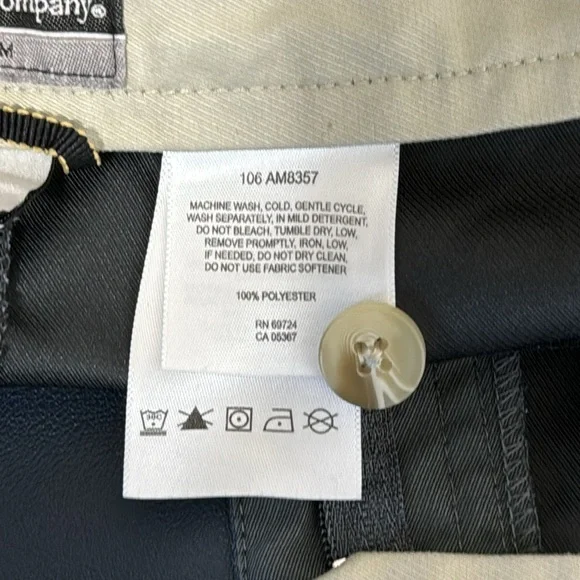 ompany®
M
106 AM8357
MACHINE WASH, COLD, GENTLE CYCLE,
WASH SEPARATELY, IN MILD DETERGENT,
DO NOT BLEACH, TUMBLE DRY, LOW,
REMOVE PROMPTLY, IRON, LOW,
IF NEEDED, DO NOT DRY CLEAN,
DO NOT USE FABRIC SOFTENER
100% POLYESTER
RN 69724
CA 05367
30C